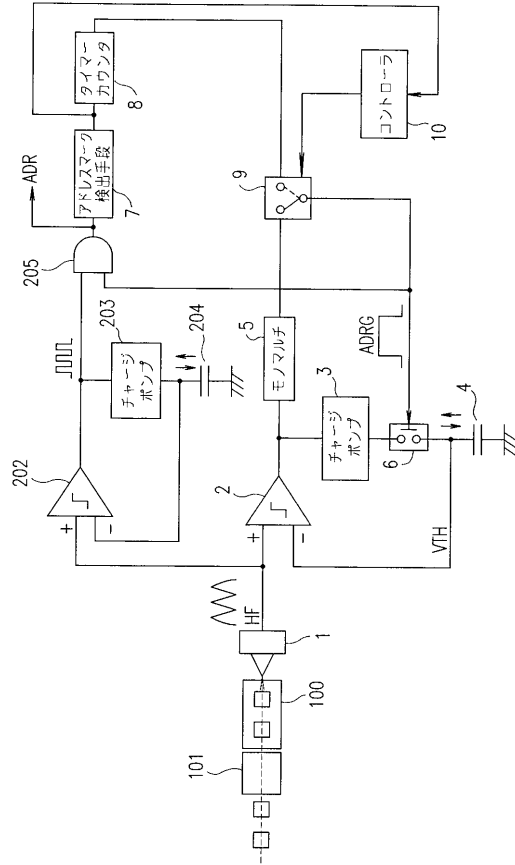 ADR
205
アドレスマーク
検出手段
7
タイマー
カウンタ
8
202
+
-
203
チャージ
ポンプ
204
9
コントローラ
10
5
モノマルチ
ADRG
2
+
-
3
チャージ
ポンプ
6
4
VTH
HF
1
100
101